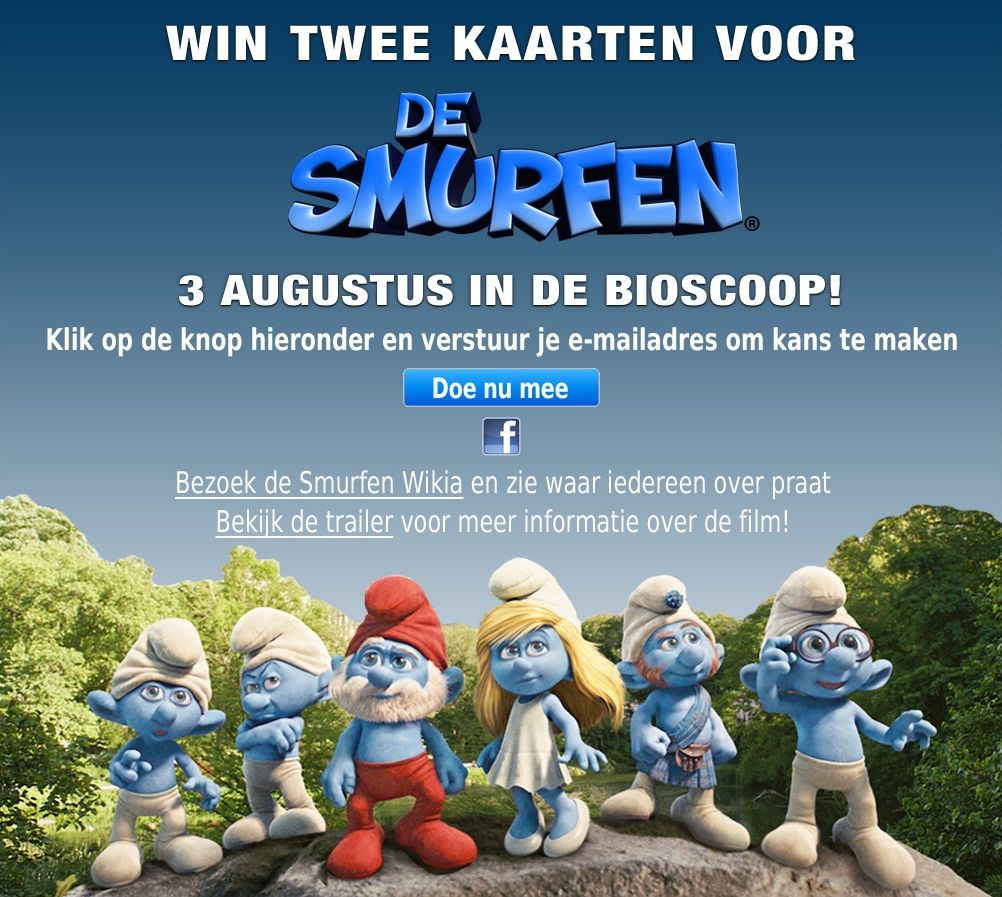 WIN TWEE KAARTEN VOOR
DE
SMURFEN®
3 AUGUSTUS IN DE BIOSCOOP!
Klik op de knop hieronder en verstuur je e-mailadres om kans te maken
Doe nu mee
f
Bezoek de Smurfen Wikia en zie waar iedereen over praat
Bekijk de trailer voor meer informatie over de film!